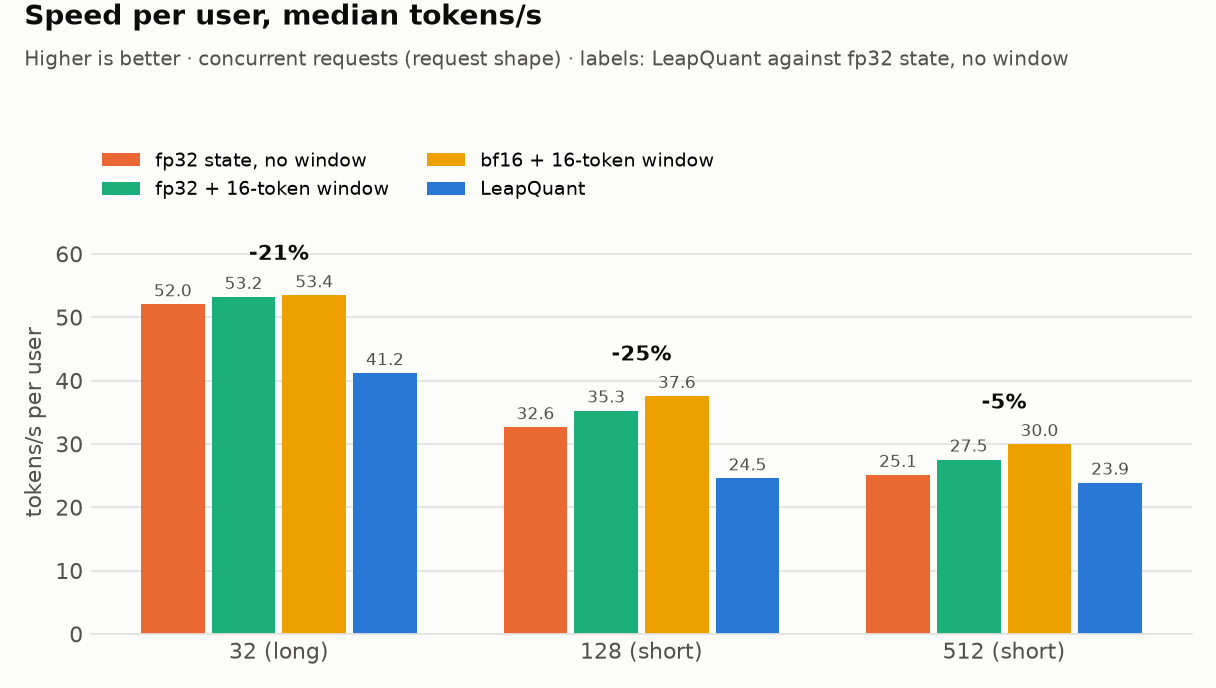 Speed per user, median tokens/s
Higher is better · concurrent requests (request shape) · labels: LeapQuant against fp32 state, no window
fp32 state, no window
bf16 + 16-token window
fp32 + 16-token window
LeapQuant
tokens/s per user
60
50
40
30
20
10
0
-21%
52.0
53.2
53.4
41.2
-25%
32.6
35.3
37.6
24.5
-5%
25.1
27.5
30.0
23.9
32 (long)
128 (short)
512 (short)